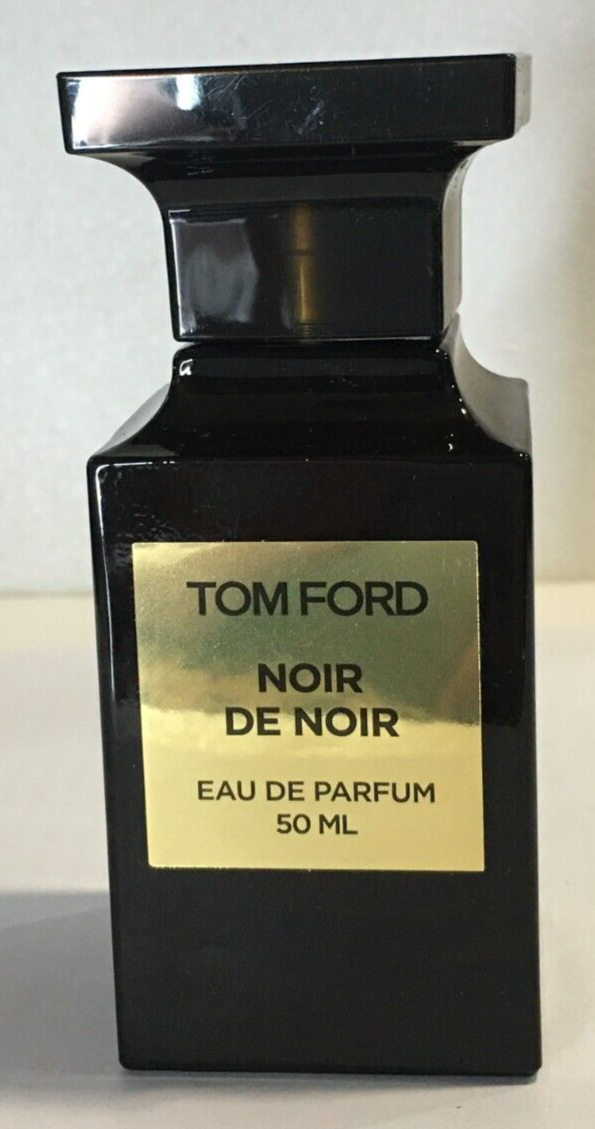 TOM FORD
NOIR
DE NOIR
EAU DE PARFUM
50 ML